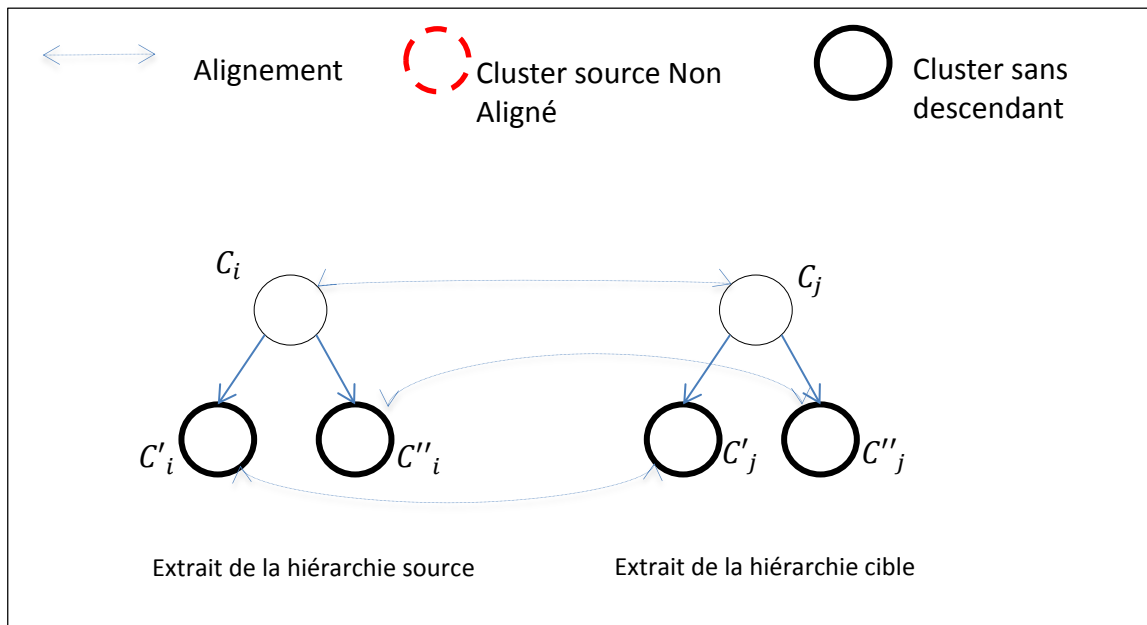 Alignement
Cluster source Non
Aligné
Cluster sans
descendant
C_i
C_j
C'_i
C''_i
C'_j
C''_j
Extrait de la hiérarchie source
Extrait de la hiérarchie cible